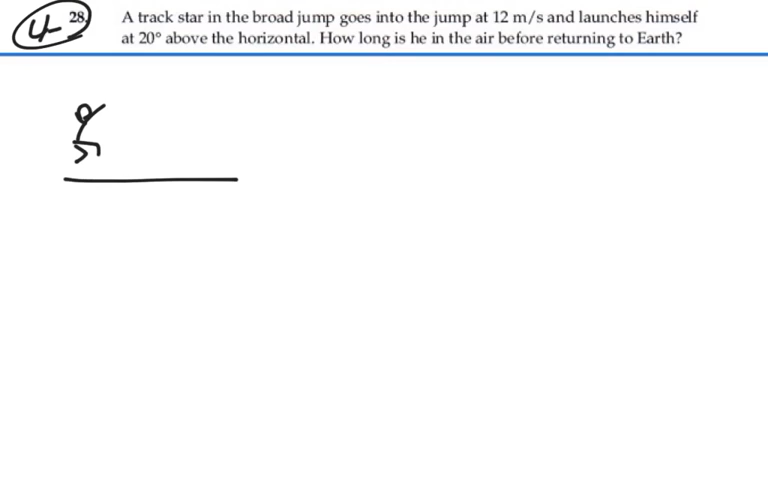 4 28) A track star in the broad jump goes into the jump at 12 m/s and launches himself
at 20° above the horizontal. How long is he in the air before returning to Earth?